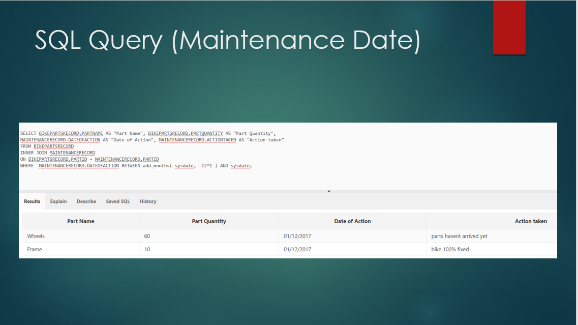 SQL Query (Maintenance Date)
SELECT BIKEPARTSRECORD.PARTNAME AS "Part Name", BIKEPARTSRECORD.PARTQUANTITY AS "Part Quantity",
MAINTENANCERECORD.DATEOFACTION AS "Date of Action", MAINTENANCERECORD.ACTIONTAKEN AS "Action taken"
FROM BIKEPARTSRECORD
INNER JOIN MAINTENANCERECORD
ON BIKEPARTSRECORD.PARTID = MAINTENANCERECORD.PARTID
WHERE MAINTENANCERECORD.DATEOFACTION BETWEEN add_months( sysdate, -12*1 ) AND sysdate;
Results Explain Describe Saved SQL History
Part Name Part Quantity Date of Action Action taken
Wheels 60 01/12/2017 parts havent arrived yet
Frame 10 01/12/2017 bike 100% fixed